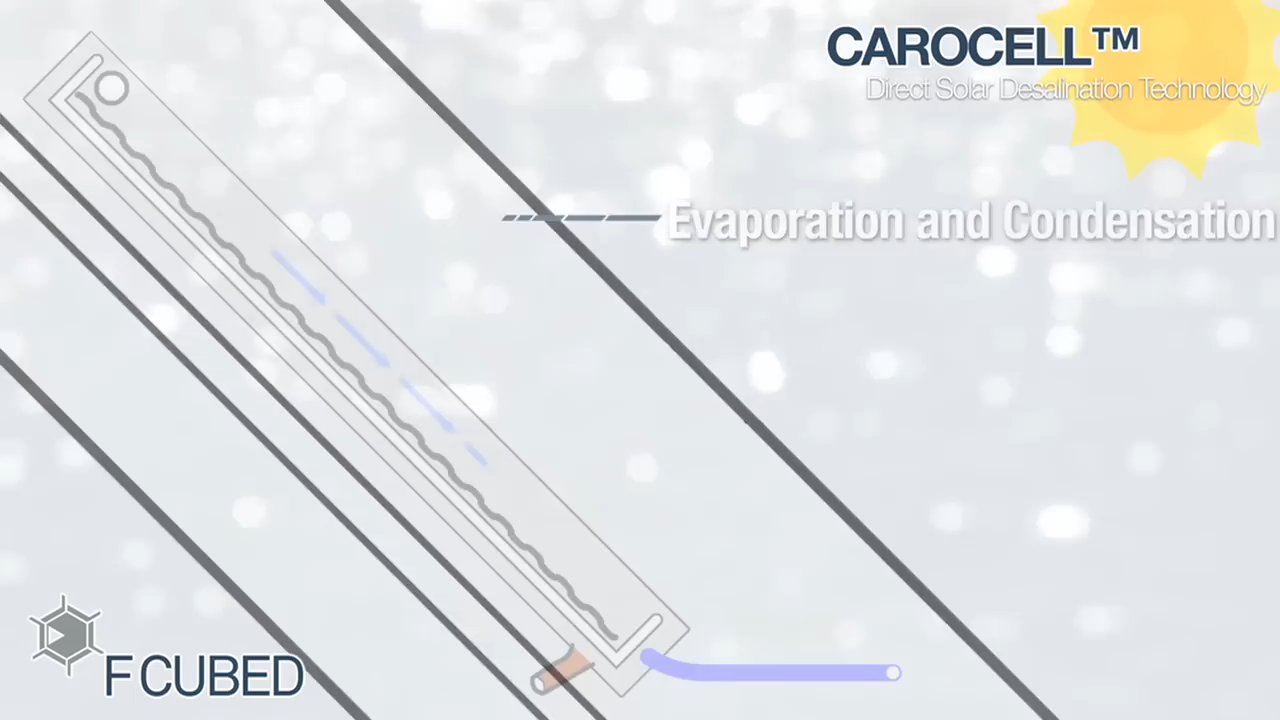 CAROCELL™
Direct Solar Desalination Technology
Evaporation and Condensation
F CUBED